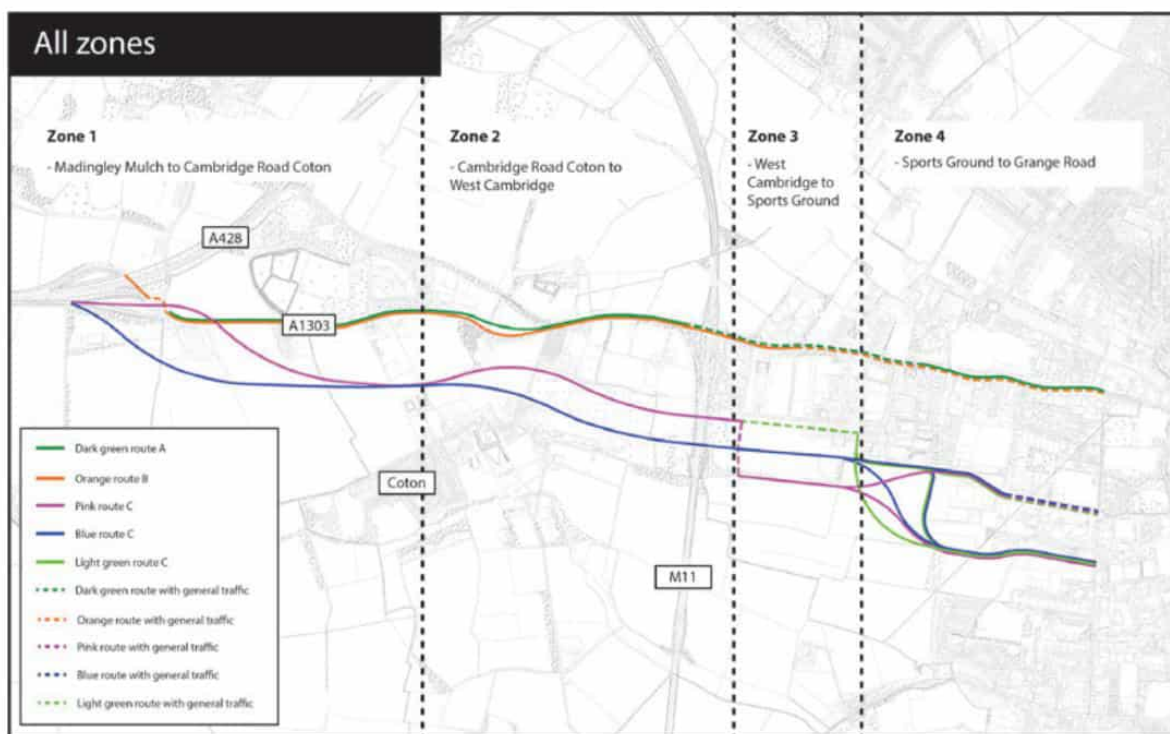 All zones
Zone 1
- Madingley Mulch to Cambridge Road Coton
Zone 2
- Cambridge Road Coton to
West Cambridge
Zone 3
- West
Cambridge to
Sports Ground
Zone 4
- Sports Ground to Grange Road
A428
A1303
Coton
M11
Dark green route A
Orange route B
Pink route C
Blue route C
Light green route C
Dark green route with general traffic
Orange route with general traffic
Pink route with general traffic
Blue route with general traffic
Light green route with general traffic